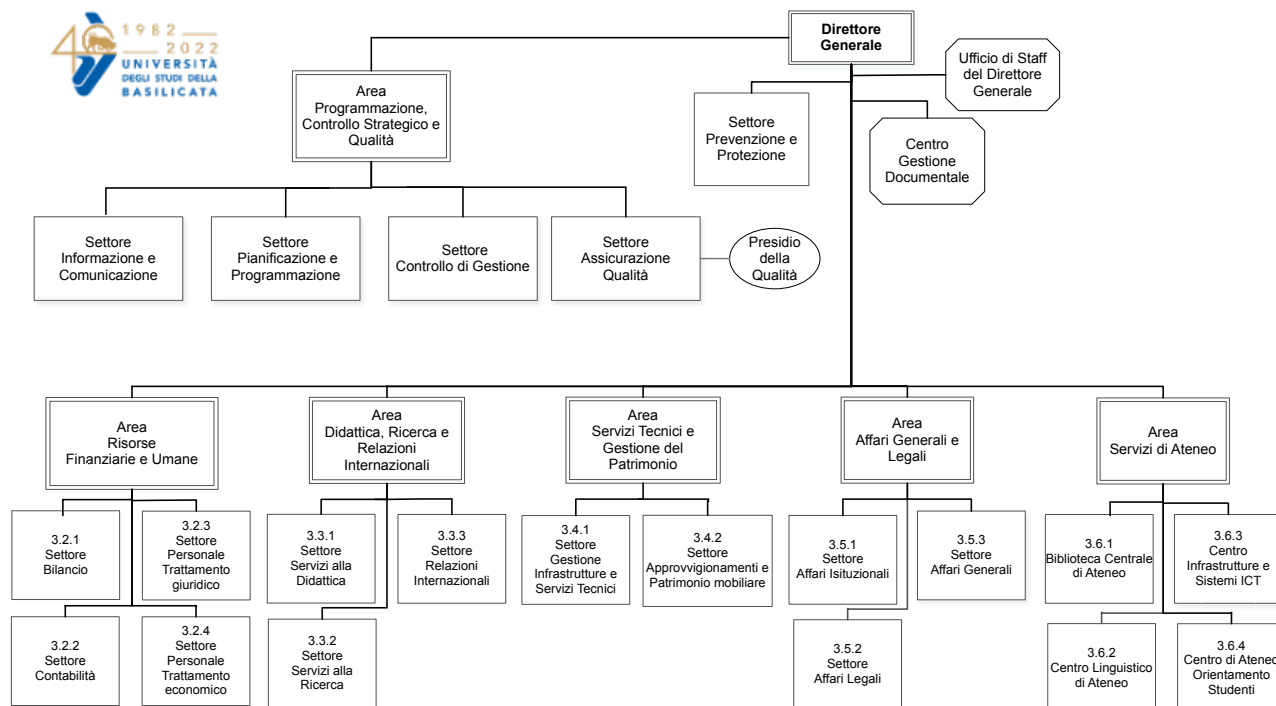 1982
2022
UNIVERSITÀ
DEGLI STUDI DELLA
BASILICATA
Direttore
Generale
Ufficio di Staff
del Direttore
Generale
Area
Programmazione,
Controllo Strategico e
Qualità
Settore
Prevenzione e
Protezione
Centro
Gestione
Documentale
Settore
Informazione e
Comunicazione
Settore
Pianificazione e
Programmazione
Settore
Controllo di Gestione
Settore
Assicurazione
Qualità
Presidio
della
Qualità
Area
Risorse
Finanziarie e Umane
Area
Didattica, Ricerca e
Relazioni
Internazionali
Area
Servizi Tecnici e
Gestione del
Patrimonio
Area
Affari Generali e
Legali
Area
Servizi di Ateneo
3.2.1
Settore
Bilancio
3.2.3
Settore
Personale
Trattamento
giuridico
3.3.1
Settore
Servizi alla
Didattica
3.3.3
Settore
Relazioni
Internazionali
3.4.1
Settore
Gestione
Infrastrutture e
Servizi Tecnici
3.4.2
Settore
Approvvigionamenti e
Patrimonio mobiliare
3.5.1
Settore
Affari Isituzionali
3.5.3
Settore
Affari Generali
3.6.1
Biblioteca Centrale
di Ateneo
3.6.3
Centro
Infrastrutture e
Sistemi ICT
3.2.2
Settore
Contabilità
3.2.4
Settore
Personale
Trattamento
economico
3.3.2
Settore
Servizi alla
Ricerca
3.5.2
Settore
Affari Legali
3.6.2
Centro Linguistico
di Ateneo
3.6.4
Centro di Ateneo
Orientamento
Studenti